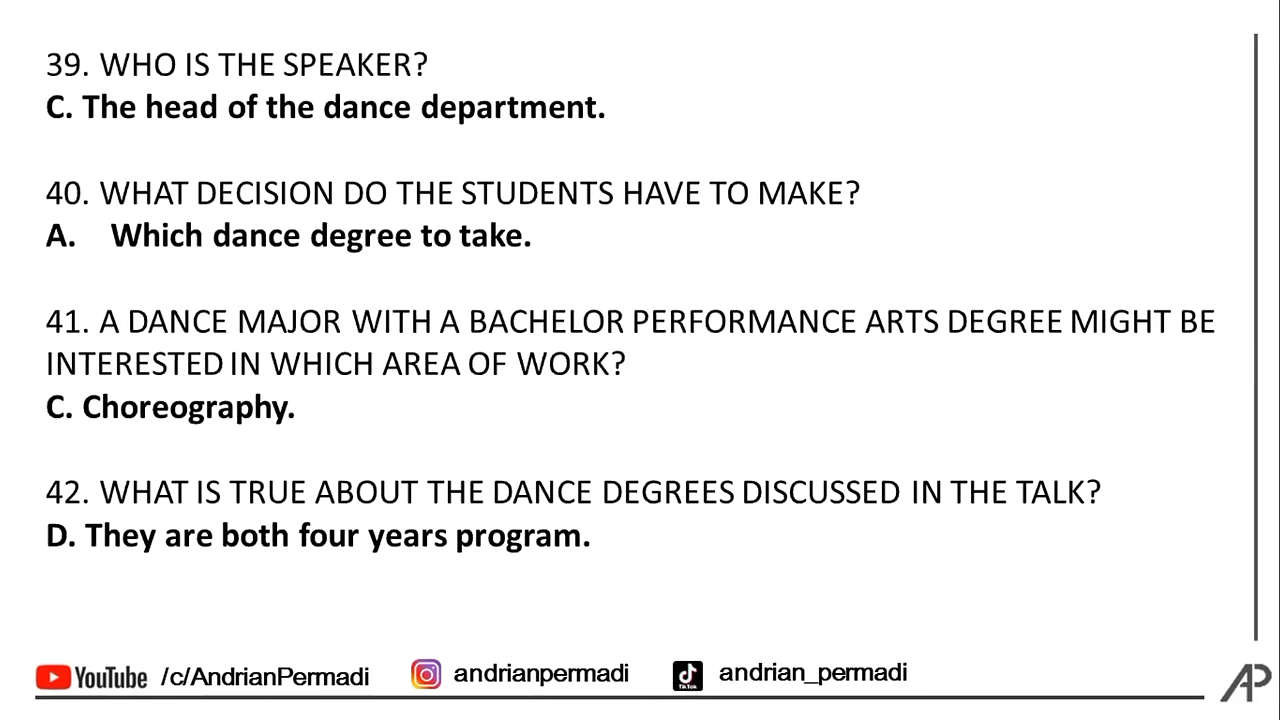 39. WHO IS THE SPEAKER?
C. The head of the dance department.
40. WHAT DECISION DO THE STUDENTS HAVE TO MAKE?
A. Which dance degree to take.
41. A DANCE MAJOR WITH A BACHELOR PERFORMANCE ARTS DEGREE MIGHT BE
INTERESTED IN WHICH AREA OF WORK?
C. Choreography.
42. WHAT IS TRUE ABOUT THE DANCE DEGREES DISCUSSED IN THE TALK?
D. They are both four years program.
YouTube /c/AndrianPermadi andrianpermadi TikTok andrian_permadi AP